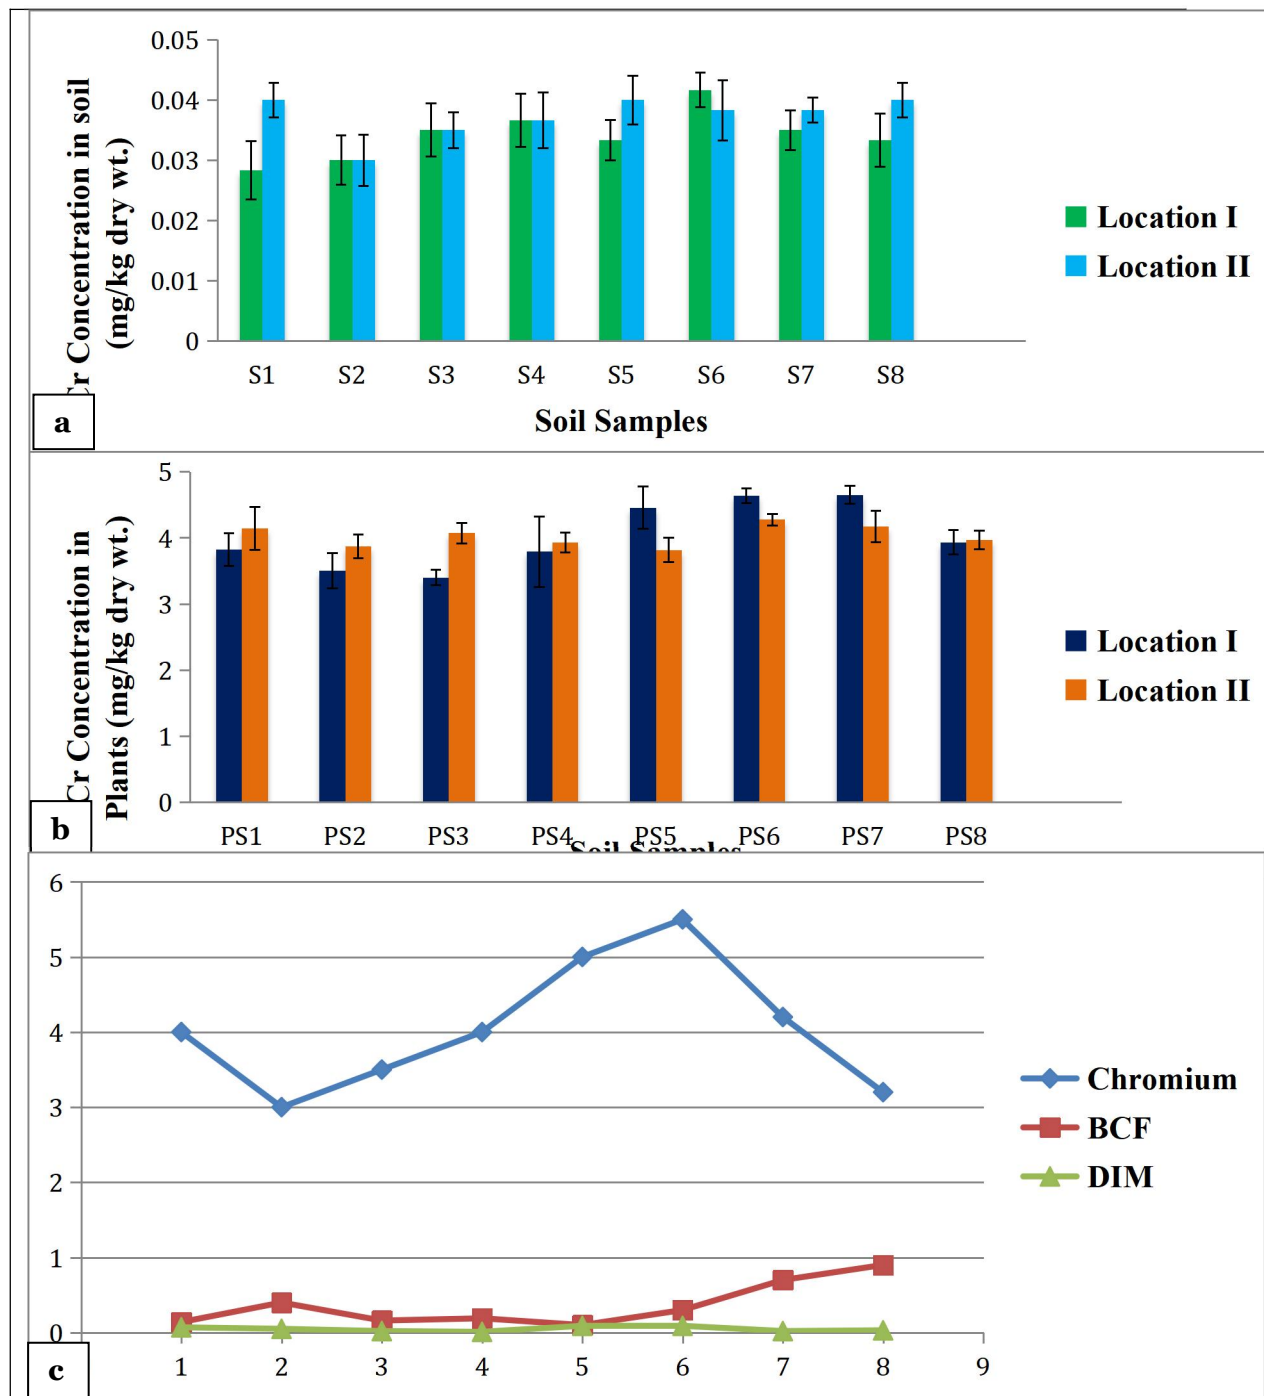 Cr Concentration in soil
(mg/kg dry wt.)
0.05
0.04
0.03
0.02
0.01
0
S1 S2 S3 S4 S5 S6 S7 S8
Soil Samples
Location I
Location II
a
Cr Concentration in
Plants (mg/kg dry wt.)
5
4
3
2
1
0
PS1 PS2 PS3 PS4 PS5 PS6 PS7 PS8
Soil Samples
Location I
Location II
b
6
5
4
3
2
1
0
1 2 3 4 5 6 7 8 9
Chromium
BCF
DIM
c